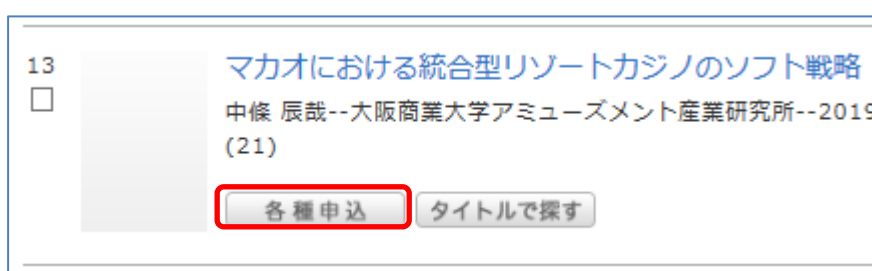 13
マカオにおける統合型リゾートカジノのソフト戦略
中條 辰哉--大阪商業大学アミューズメント産業研究所--2019
(21)
各種申込 タイトルで探す